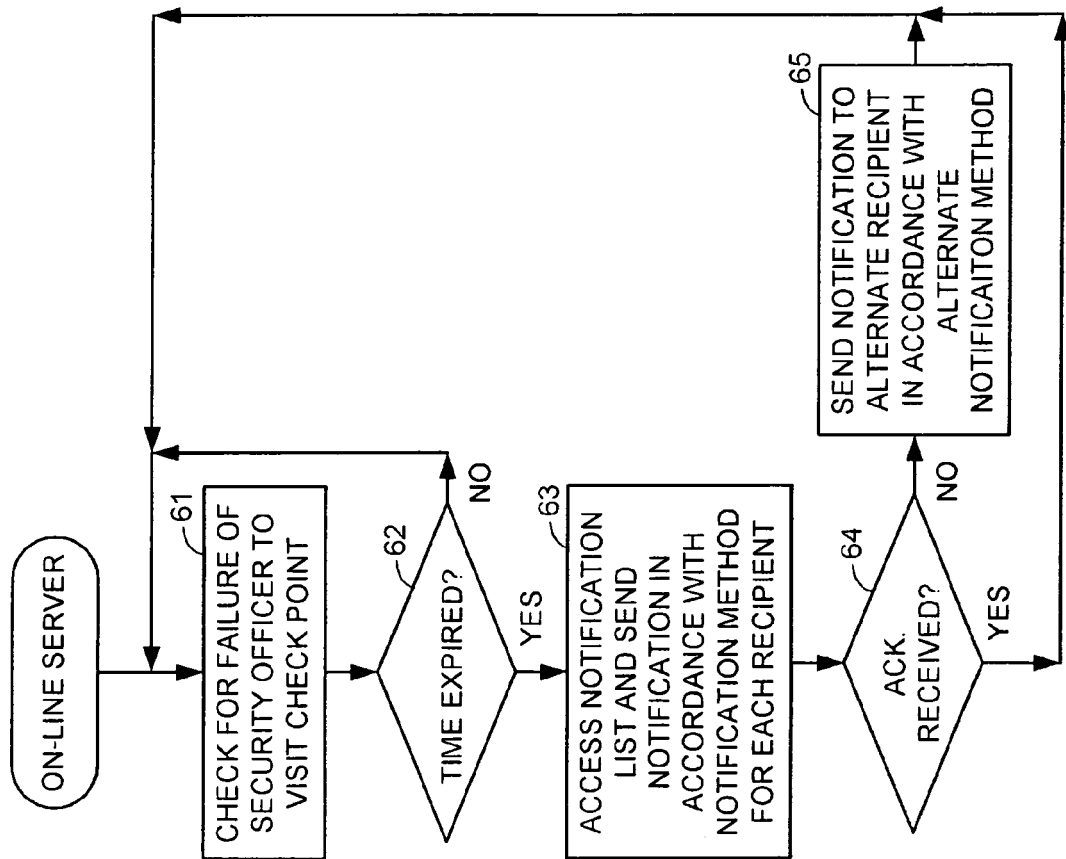 ON-LINE SERVER
61
CHECK FOR FAILURE OF
SECURITY OFFICER TO
VISIT CHECK POINT
62
TIME EXPIRED?
NO
YES
63
ACCESS NOTIFICATION
LIST AND SEND
NOTIFICATION IN
ACCORDANCE WITH
NOTIFICATION METHOD
FOR EACH RECIPIENT
64
ACK.
RECEIVED?
NO
YES
65
SEND NOTIFICATION TO
ALTERNATE RECIPIENT
IN ACCORDANCE WITH
ALTERNATE
NOTIFICAITON METHOD